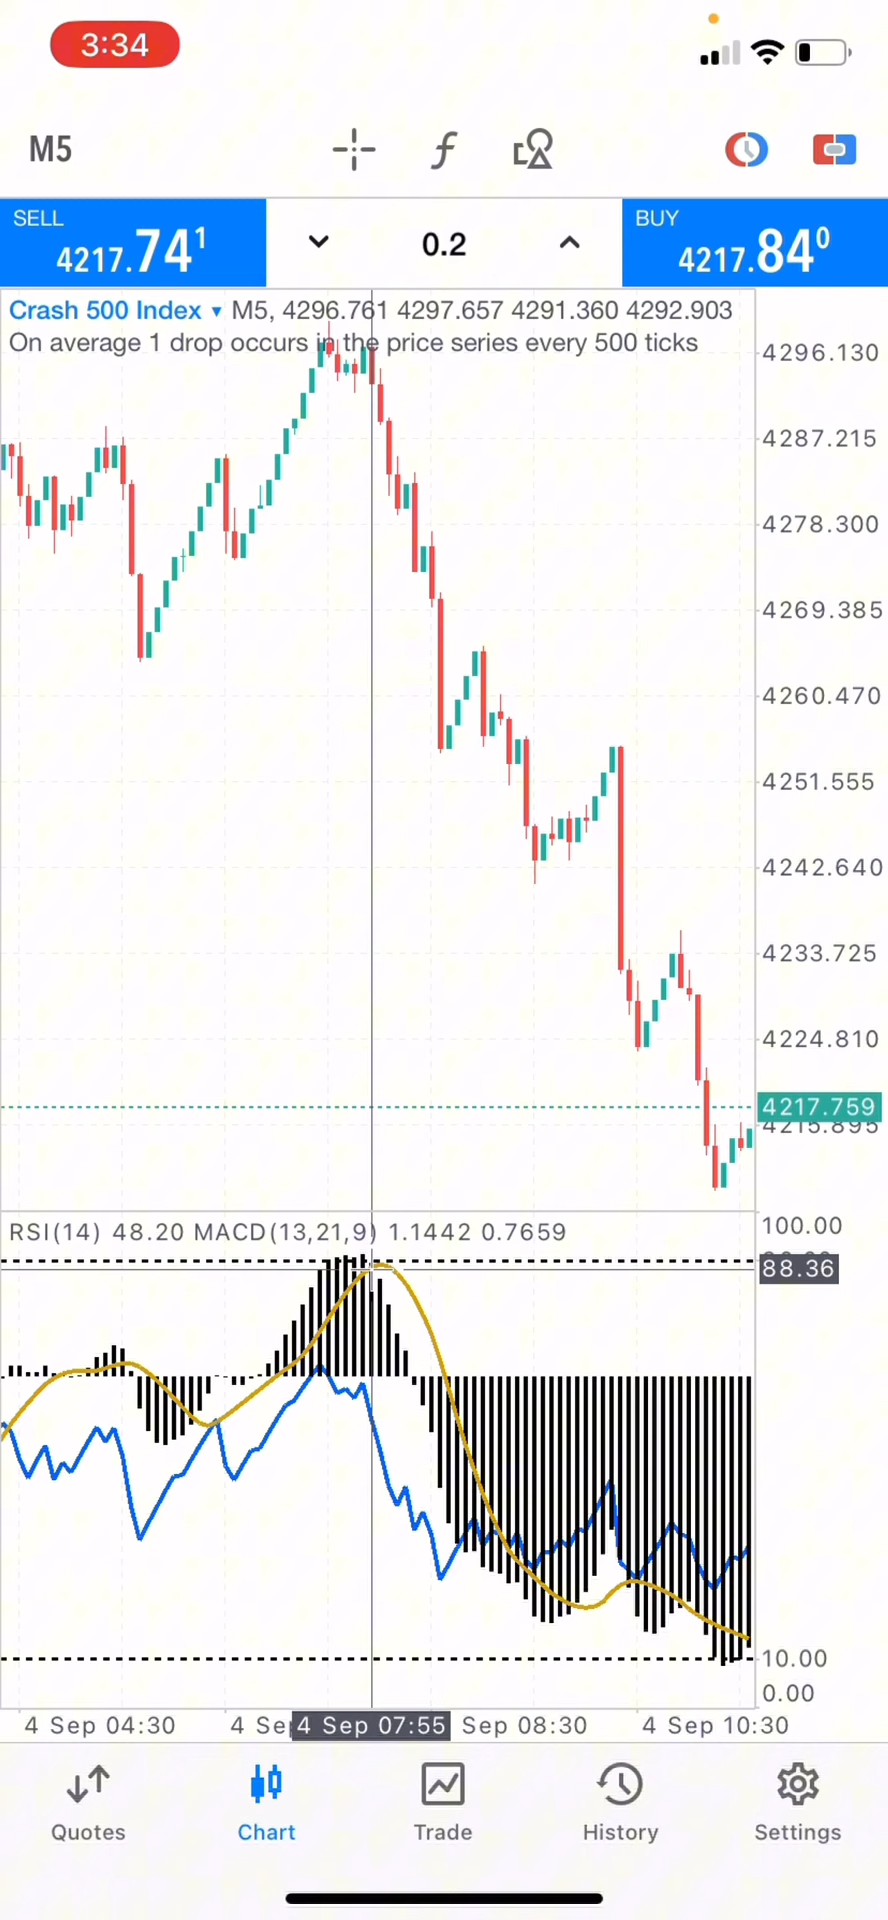 3:34
M5
SELL
4217.741
0.2
BUY
4217.840
Crash 500 Index ▾ M5, 4296.761 4297.657 4291.360 4292.903
On average 1 drop occurs in the price series every 500 ticks
4296.130
4287.215
4278.300
4269.385
4260.470
4251.555
4242.640
4233.725
4224.810
4217.759
4215.895
RSI(14) 48.20 MACD(13,21,9) 1.1442 0.7659
100.00
88.36
10.00
0.00
4 Sep 04:30 4 Se 4 Sep 07:55 Sep 08:30 4 Sep 10:30
Quotes Chart Trade History Settings